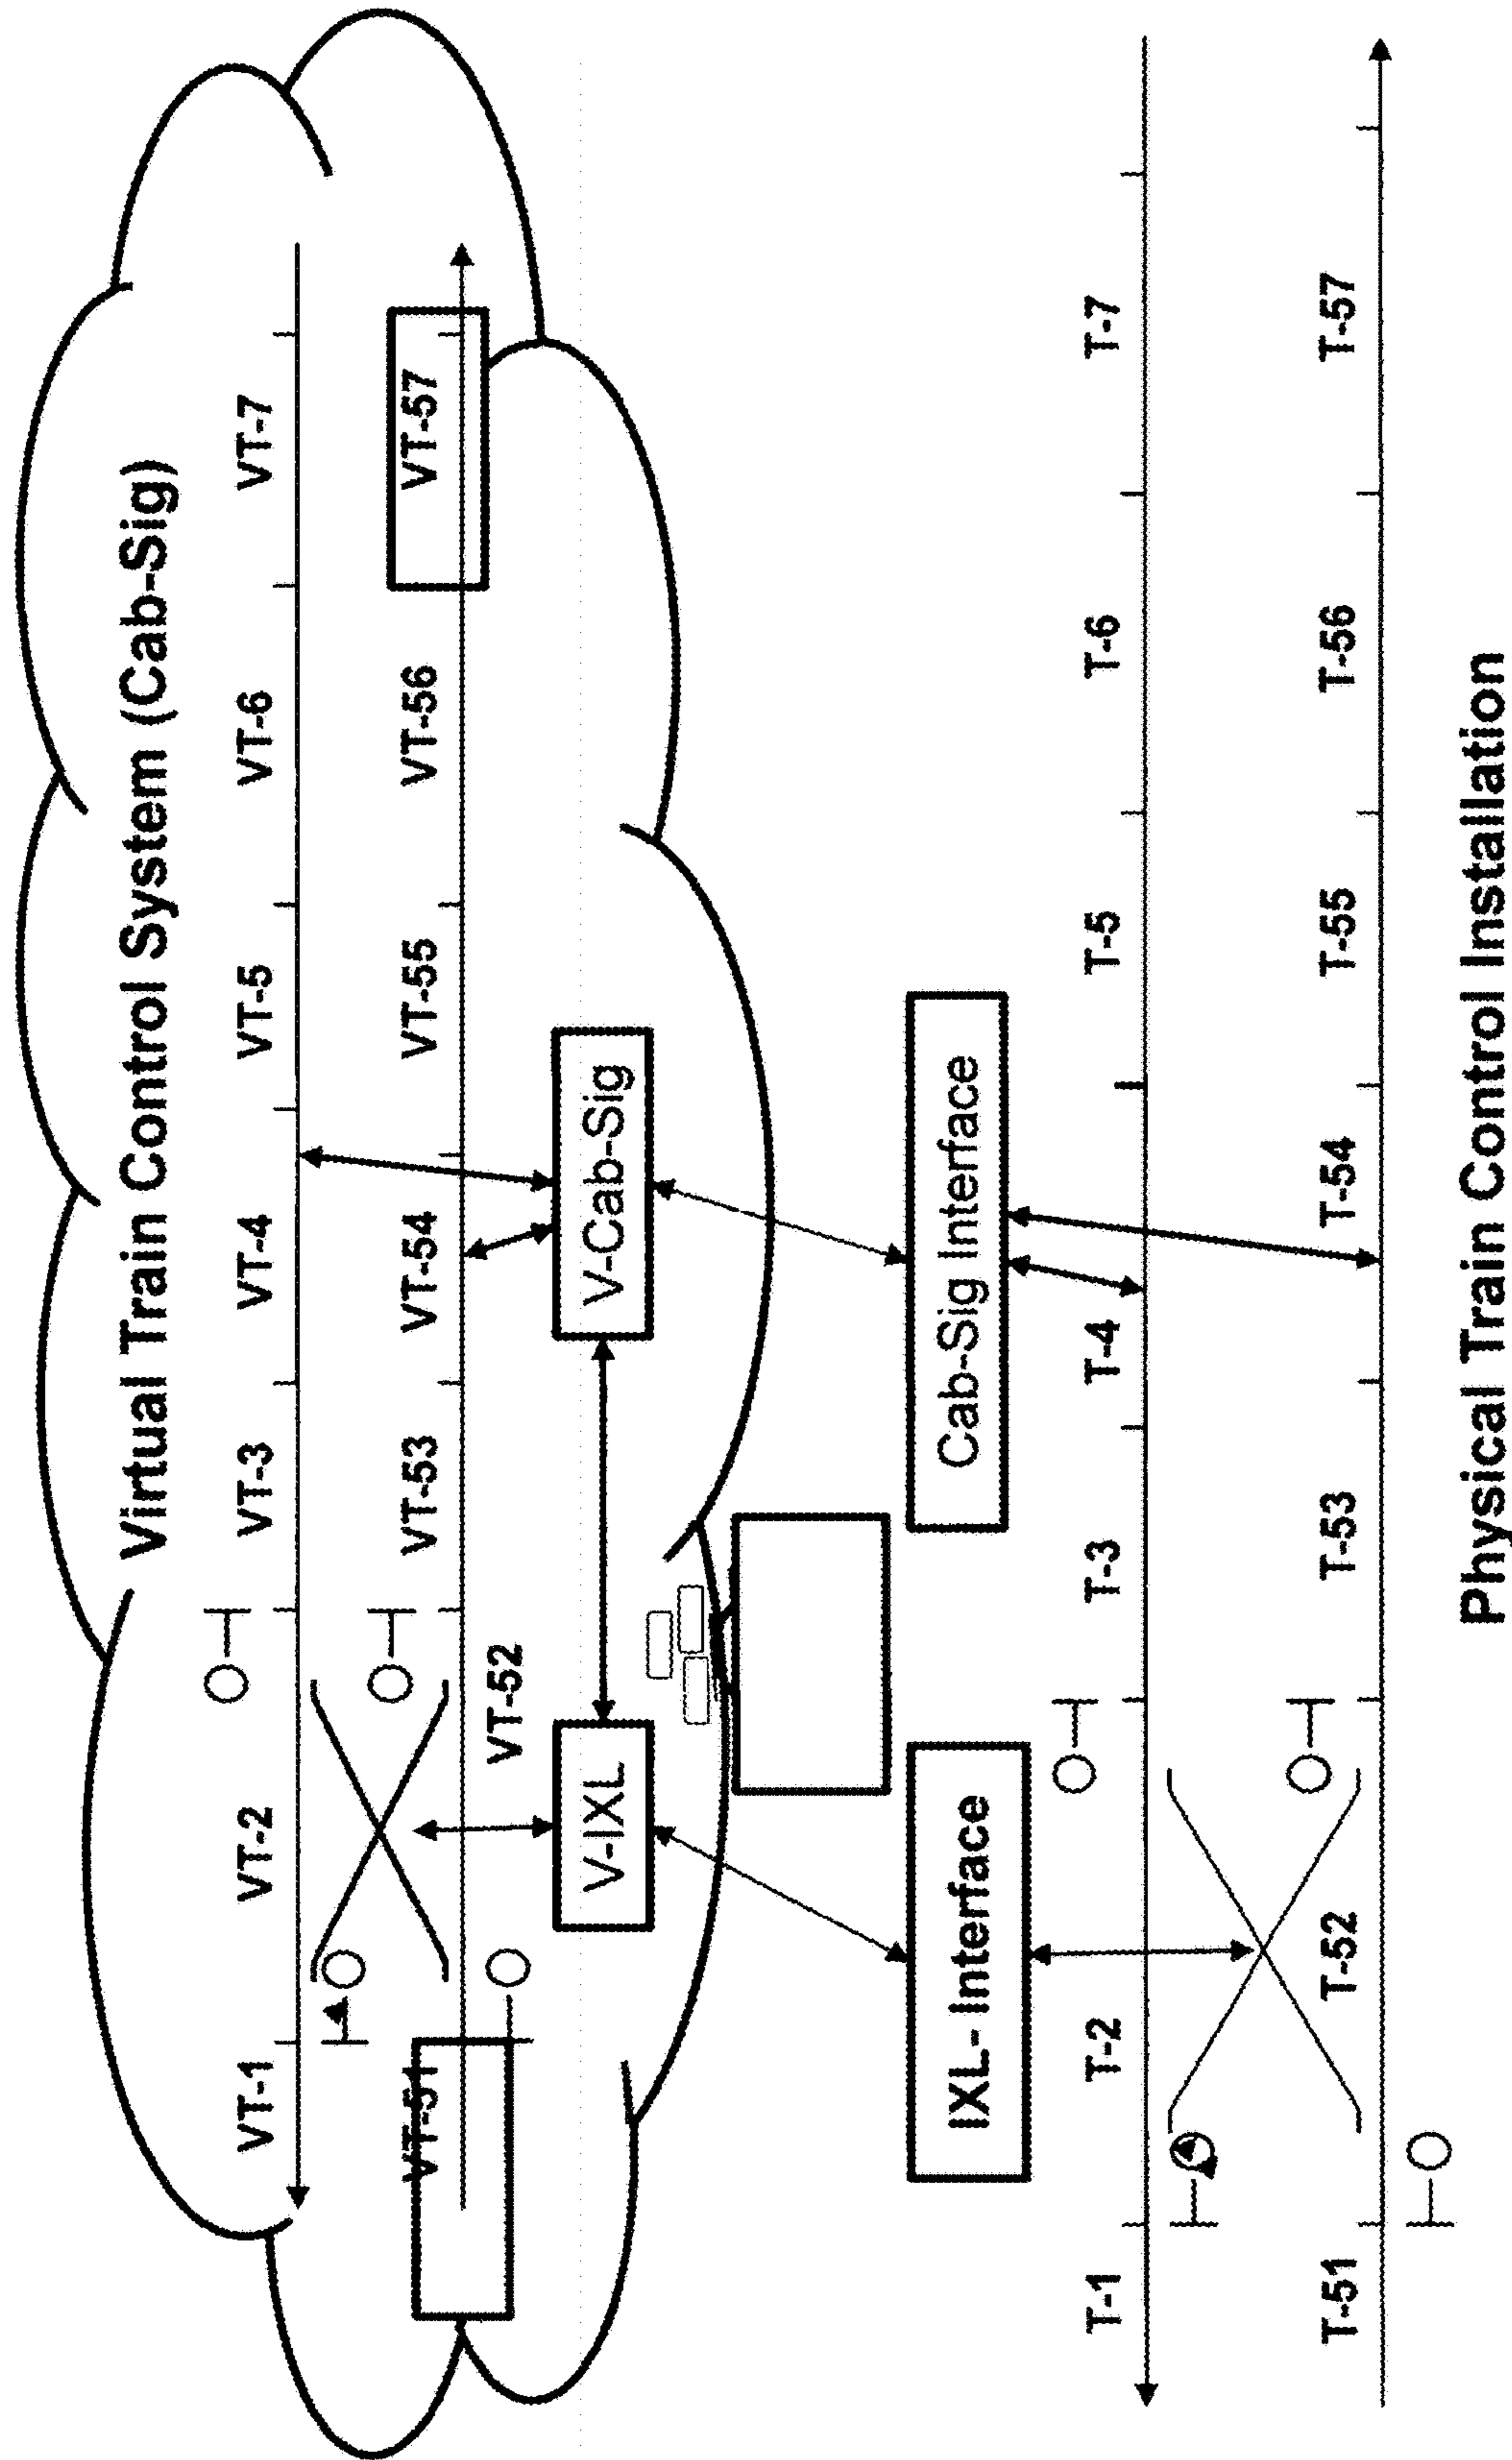 Virtual Train Control System (Cab-Sig)
VT-1 VT-2 VT-3 VT-4 VT-5 VT-6 VT-7
VT-51 VT-53 VT-54 VT-55 VT-56 VT-57
VT-52
V-IXL V-Cab-Sig
IXL- Interface Cab-Sig Interface
T-1 T-2 T-3 T-4 T-5 T-6 T-7
T-51 T-52 T-53 T-54 T-55 T-56 T-57
Physical Train Control Installation